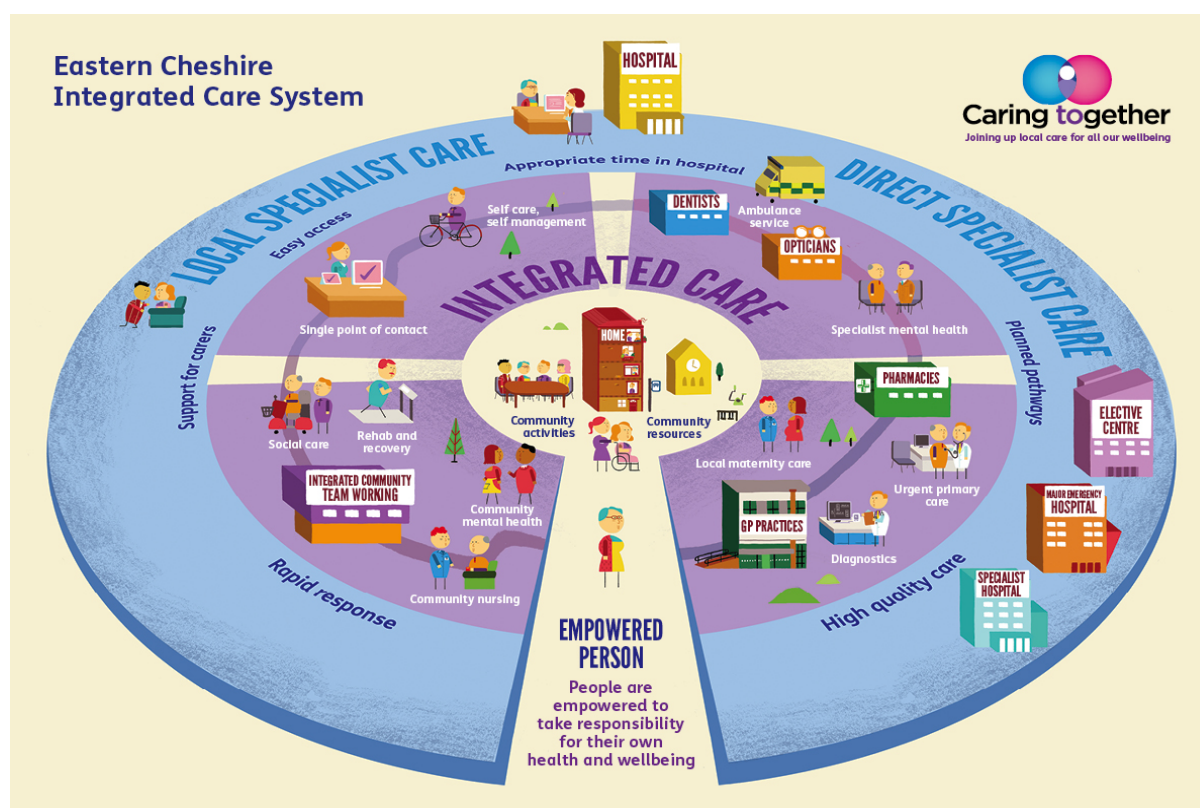 Eastern Cheshire
Integrated Care System
HOSPITAL
Caring together
Joining up local care for all our wellbeing
LOCAL SPECIALIST CARE
DIRECT SPECIALIST CARE
Appropriate time in hospital
Easy access
Support for carers
Rapid response
Planned pathways
High quality care
INTEGRATED CARE
Self care,
self management
Single point of contact
DENTISTS
Ambulance
service
OPTICIANS
Specialist mental health
HOME
Community
activities
Community
resources
Social care
Rehab and
recovery
INTEGRATED COMMUNITY
TEAM WORKING
Community
mental health
Community nursing
PHARMACIES
Local maternity care
Urgent primary
care
GP PRACTICES
Diagnostics
ELECTIVE
CENTRE
MAJOR EMERGENCY
HOSPITAL
SPECIALIST
HOSPITAL
EMPOWERED
PERSON
People are
empowered to
take responsibility
for their own
health and wellbeing